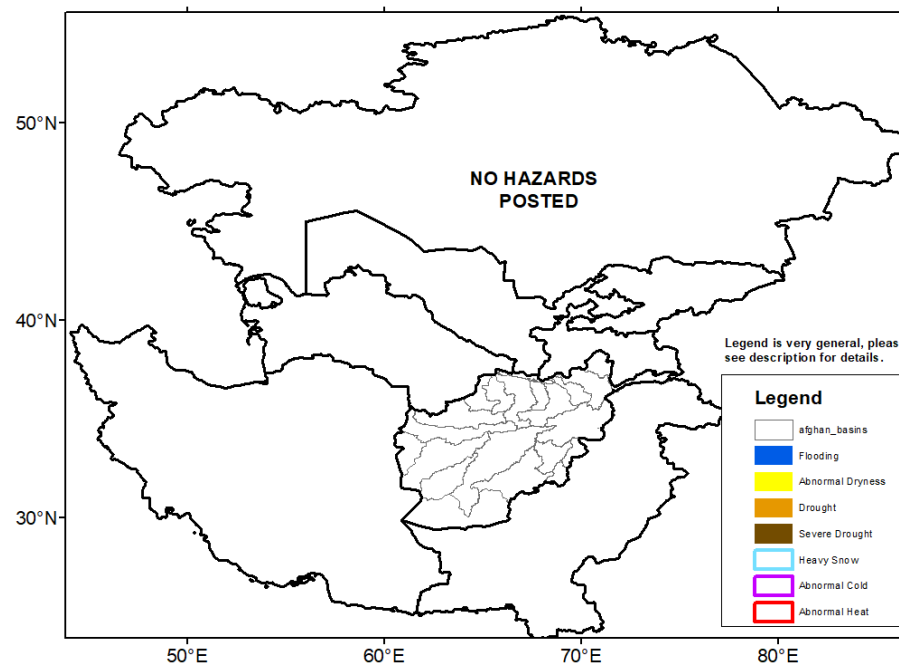 50°N
NO HAZARDS
POSTED
40°N
Legend is very general, pleas
see description for details.
Legend
afghan_basins
Flooding
Abnormal Dryness
Drought
Severe Drought
Heavy Snow
Abnormal Cold
Abnormal Heat
30°N
50°E
60°E
70°E
80°E